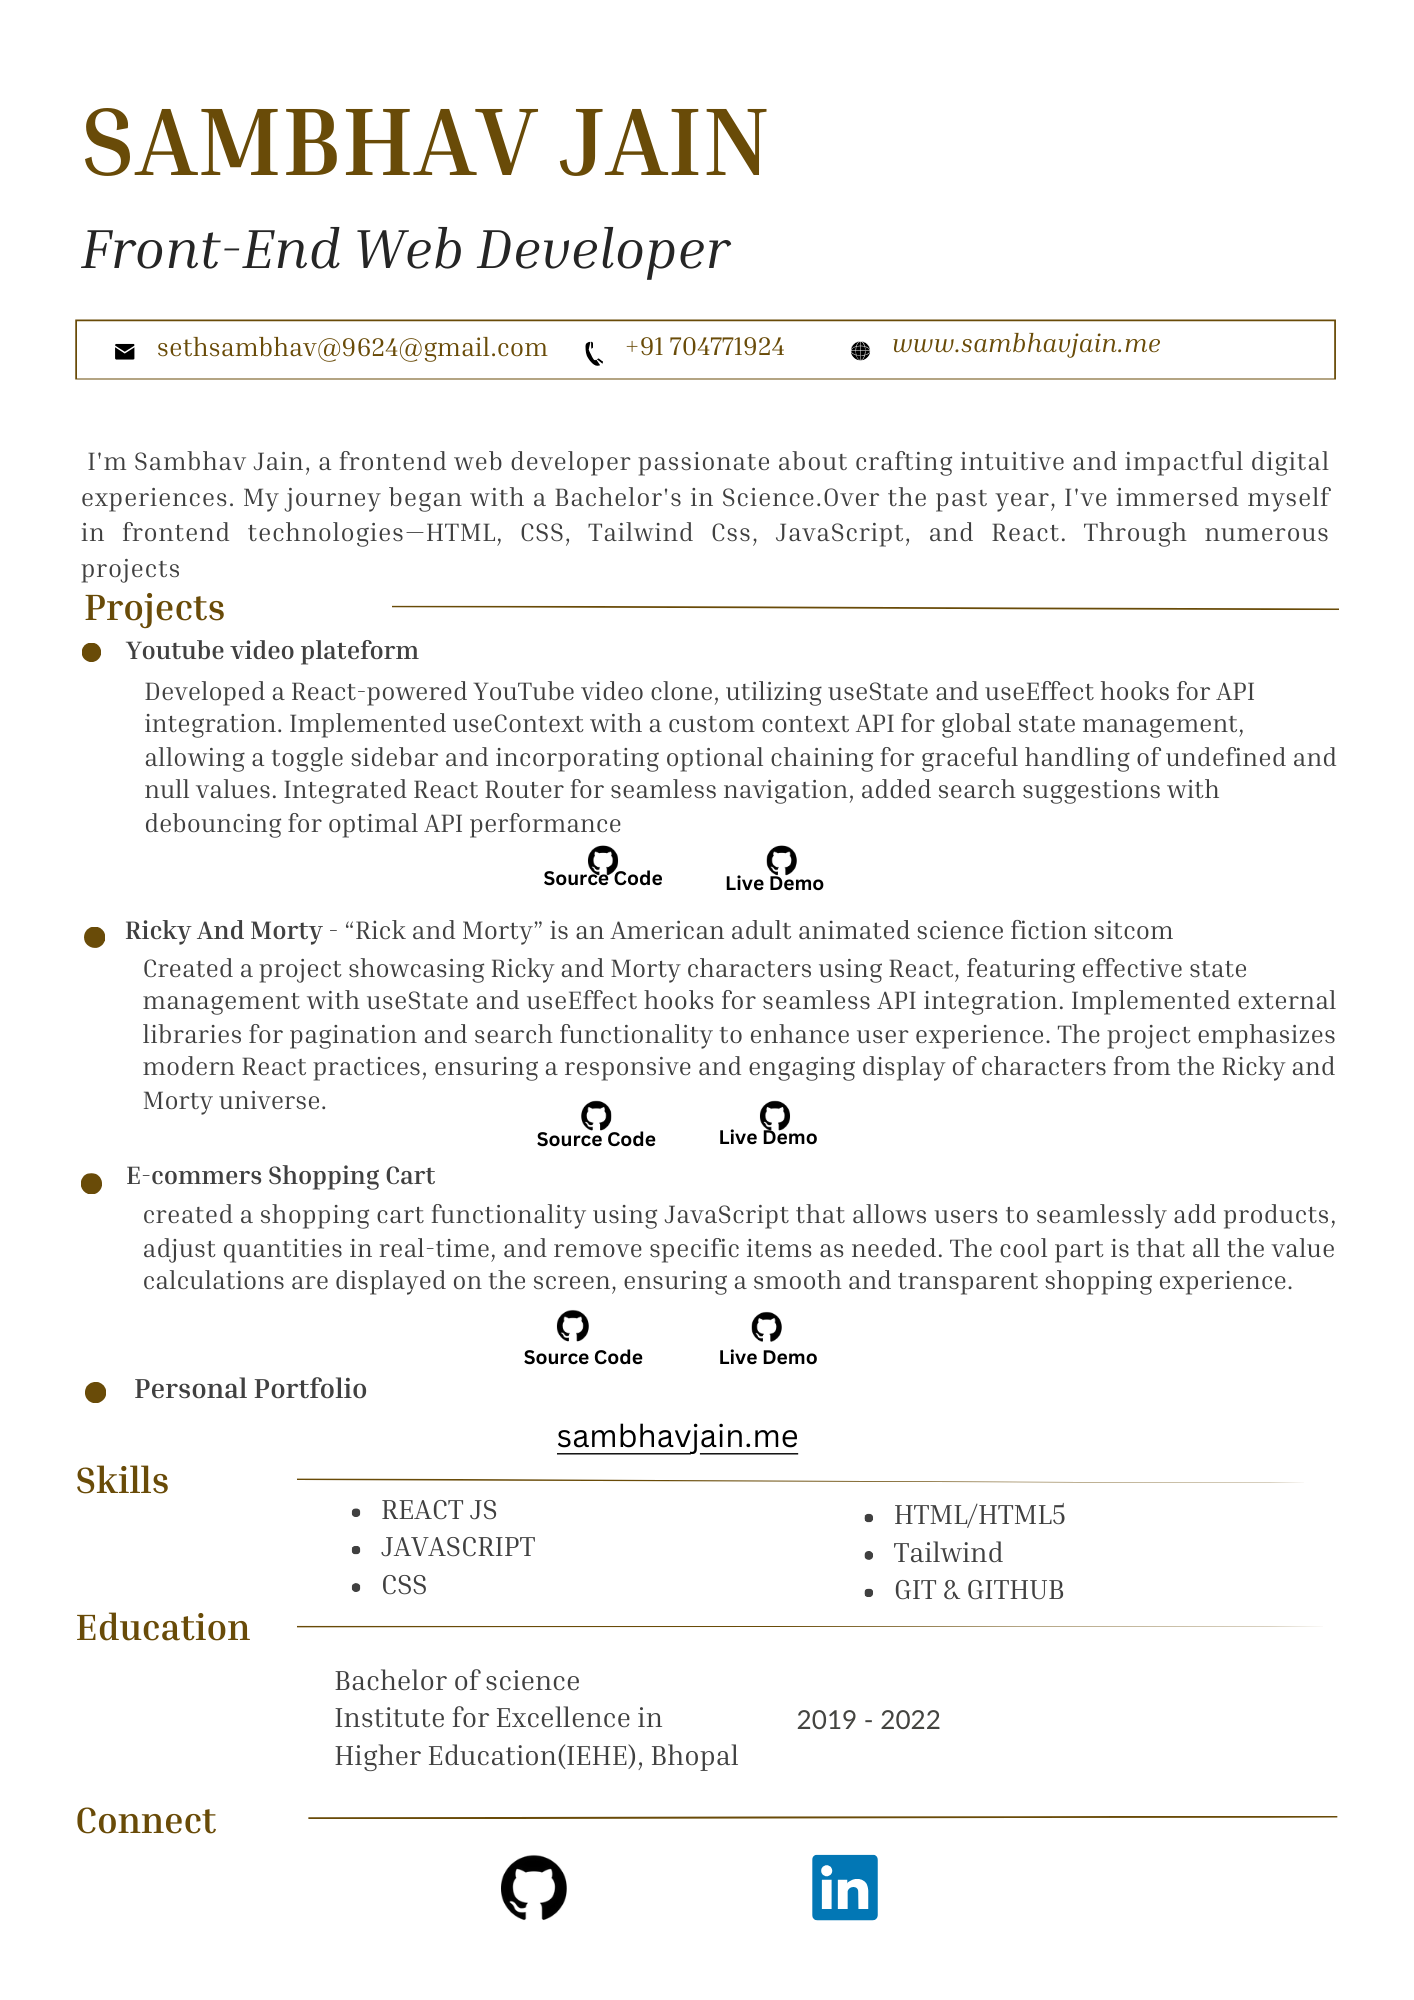 SAMBHAV JAIN
Front-End Web Developer
sethsambhav@9624@gmail.com +91 704771924 www.sambhavjain.me
I'm Sambhav Jain, a frontend web developer passionate about crafting intuitive and impactful digital
experiences. My journey began with a Bachelor's in Science.Over the past year, I've immersed myself
in frontend technologies—HTML, CSS, Tailwind Css, JavaScript, and React. Through numerous
projects
Projects
Youtube video plateform
Developed a React-powered YouTube video clone, utilizing useState and useEffect hooks for API
integration. Implemented useContext with a custom context API for global state management,
allowing a toggle sidebar and incorporating optional chaining for graceful handling of undefined and
null values. Integrated React Router for seamless navigation, added search suggestions with
debouncing for optimal API performance
Source Code Live Demo
Ricky And Morty - “Rick and Morty” is an American adult animated science fiction sitcom
Created a project showcasing Ricky and Morty characters using React, featuring effective state
management with useState and useEffect hooks for seamless API integration. Implemented external
libraries for pagination and search functionality to enhance user experience. The project emphasizes
modern React practices, ensuring a responsive and engaging display of characters from the Ricky and
Morty universe.
Source Code Live Demo
E-commers Shopping Cart
created a shopping cart functionality using JavaScript that allows users to seamlessly add products,
adjust quantities in real-time, and remove specific items as needed. The cool part is that all the value
calculations are displayed on the screen, ensuring a smooth and transparent shopping experience.
Source Code Live Demo
Personal Portfolio
sambhavjain.me
Skills
• REACT JS
• JAVASCRIPT
• CSS
• HTML/HTML5
• Tailwind
• GIT & GITHUB
Education
Bachelor of science
Institute for Excellence in
Higher Education(IEHE), Bhopal
2019 - 2022
Connect
in